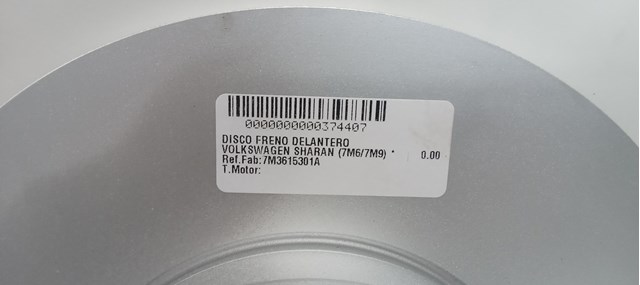 0000000000374407
DISCO FRENO DELANTERO
VOLKSWAGEN SHARAN (7M6/7M9) * 0.00
Ref.Fab:7M3615301A
T.Motor: